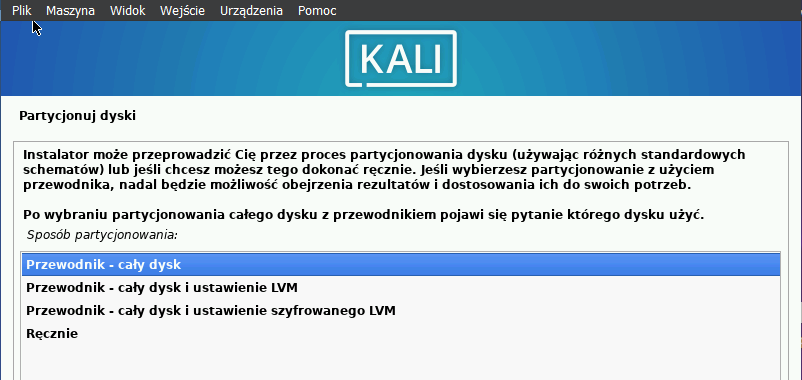 Plik Maszyna Widok Wejście Urządzenia Pomoc
KALI
Partycjonuj dyski
Instalator może przeprowadzić Cię przez proces partycjonowania dysku (używając różnych standardowych
schematów) lub jeśli chcesz możesz tego dokonać ręcznie. Jeśli wybierzesz partycjonowanie z użyciem
przewodnika, nadal będzie możliwość obejrzenia rezultatów i dostosowania ich do swoich potrzeb.
Po wybraniu partycjonowania całego dysku z przewodnikiem pojawi się pytanie którego dysku użyć.
Sposób partycjonowania:
Przewodnik - cały dysk
Przewodnik - cały dysk i ustawienie LVM
Przewodnik - cały dysk i ustawienie szyfrowanego LVM
Ręcznie